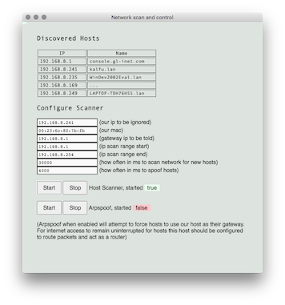 Network scan and control
Discovered Hosts
IP Name
192.168.8.1 console.gl-inet.com
192.168.8.241 haifu.lan
192.168.8.235 WinDev2002Eval.lan
192.168.8.169
192.168.8.249
Configure Scanner
192.168.8.241 (our ip to be ignored)
(our mac)
192.168.8.1 (gateway ip to be told)
192.168.8.1 (ip scan range start)
192.168.8.254 (ip scan range end)
30000 (how often in ms to scan network for new hosts)
6000 (how often in ms to spoof hosts)
Start Stop Host Scanner, started true
Start Stop Arpspoof, started false
(Arpspoof when enabled will attempt to force hosts to use our host as their gateway.
For internet access to remain uninterrupted for hosts this host should be configured
to route packets and act as a router)